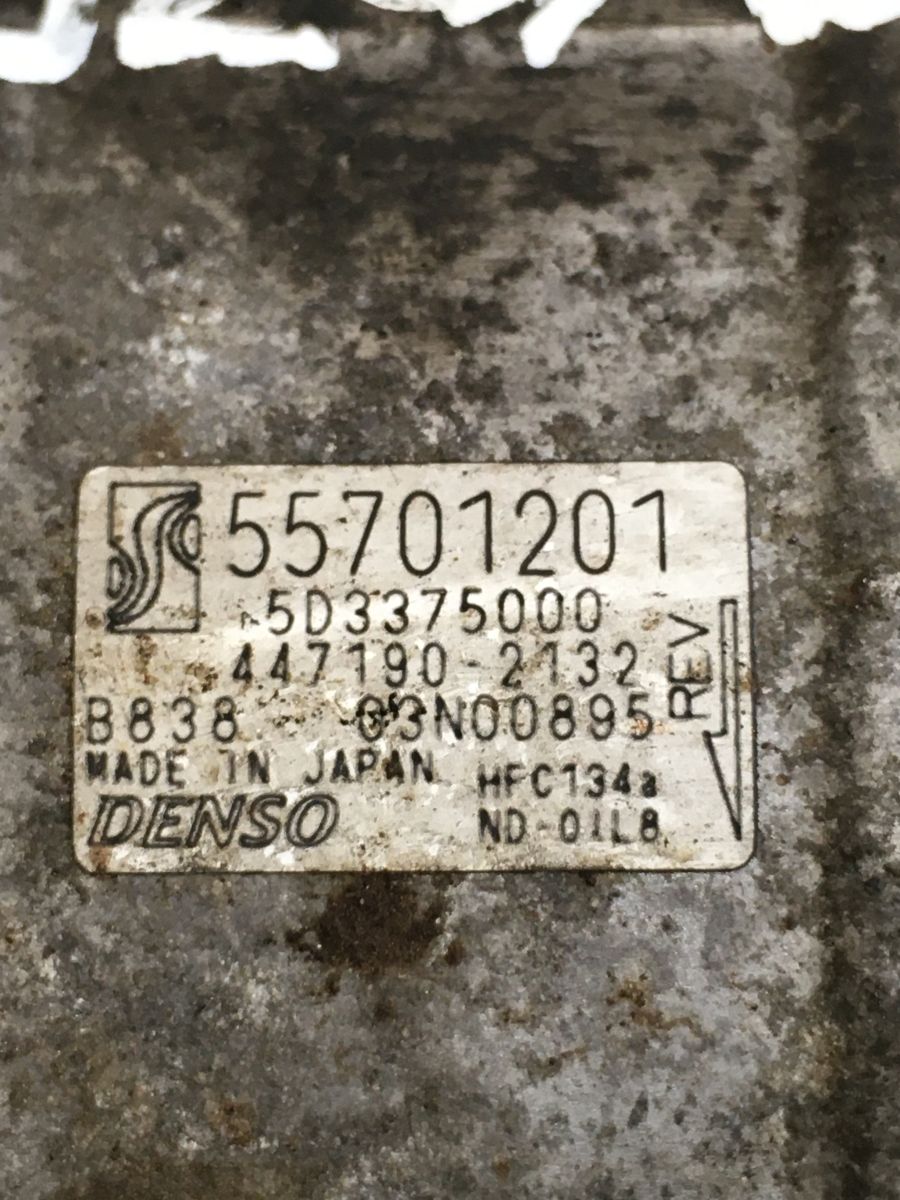 55701201
5D3375000
447190-2132
B838 03N00895
MADE IN JAPAN HFC134a
DENSO ND-OIL8
REV